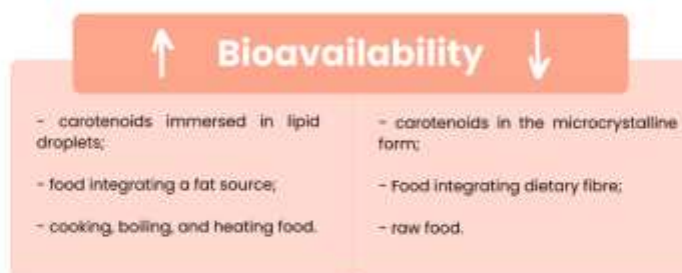 ↑ Bioavailability ↓
- carotenoids immersed in lipid
droplets;
- food integrating a fat source;
- cooking, boiling, and heating food.
- carotenoids in the microcrystalline
form;
- Food integrating dietary fibre;
- raw food.